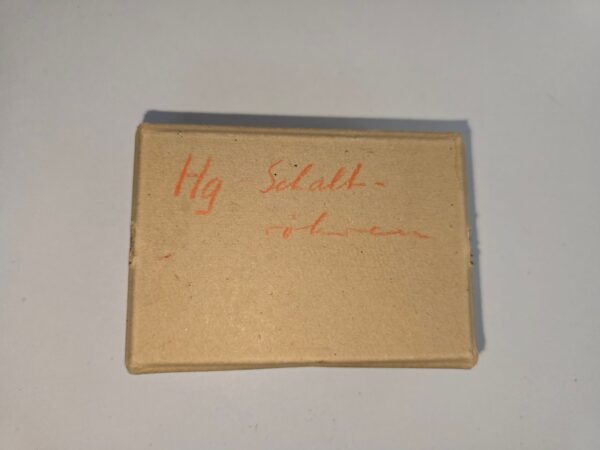 Hg Schalt-
röhren